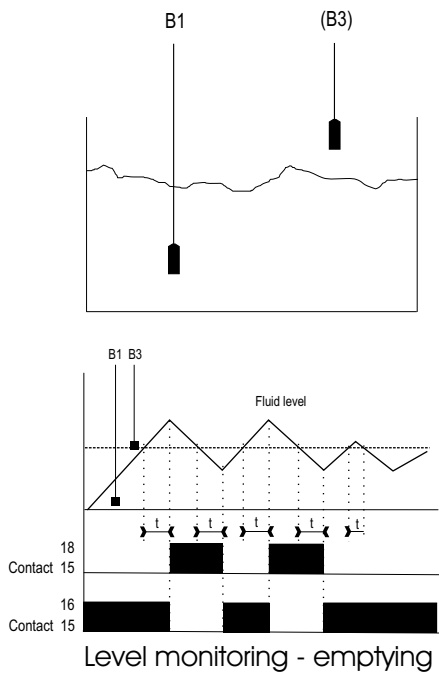 B1 (B3)
B1 B3
Fluid level
t t t t t
18
Contact 15
16
Contact 15
Level monitoring - emptying